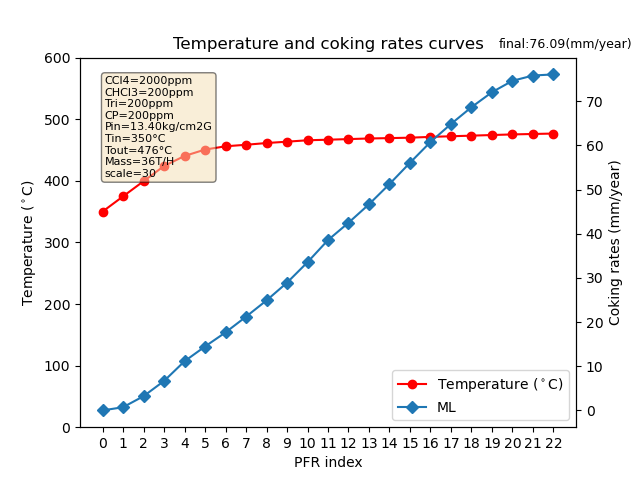 Temperature and coking rates curves
final:76.09(mm/year)
CCl4=2000ppm
CHCl3=200ppm
Tri=200ppm
CP=200ppm
Pin=13.40kg/cm2G
Tin=350°C
Tout=476°C
Mass=36T/H
scale=30
Temperature (°C)
600
500
400
300
200
100
0
Coking rates (mm/year)
70
60
50
40
30
20
10
0
Temperature (°C)
ML
0 1 2 3 4 5 6 7 8 9 10 11 12 13 14 15 16 17 18 19 20 21 22
PFR index